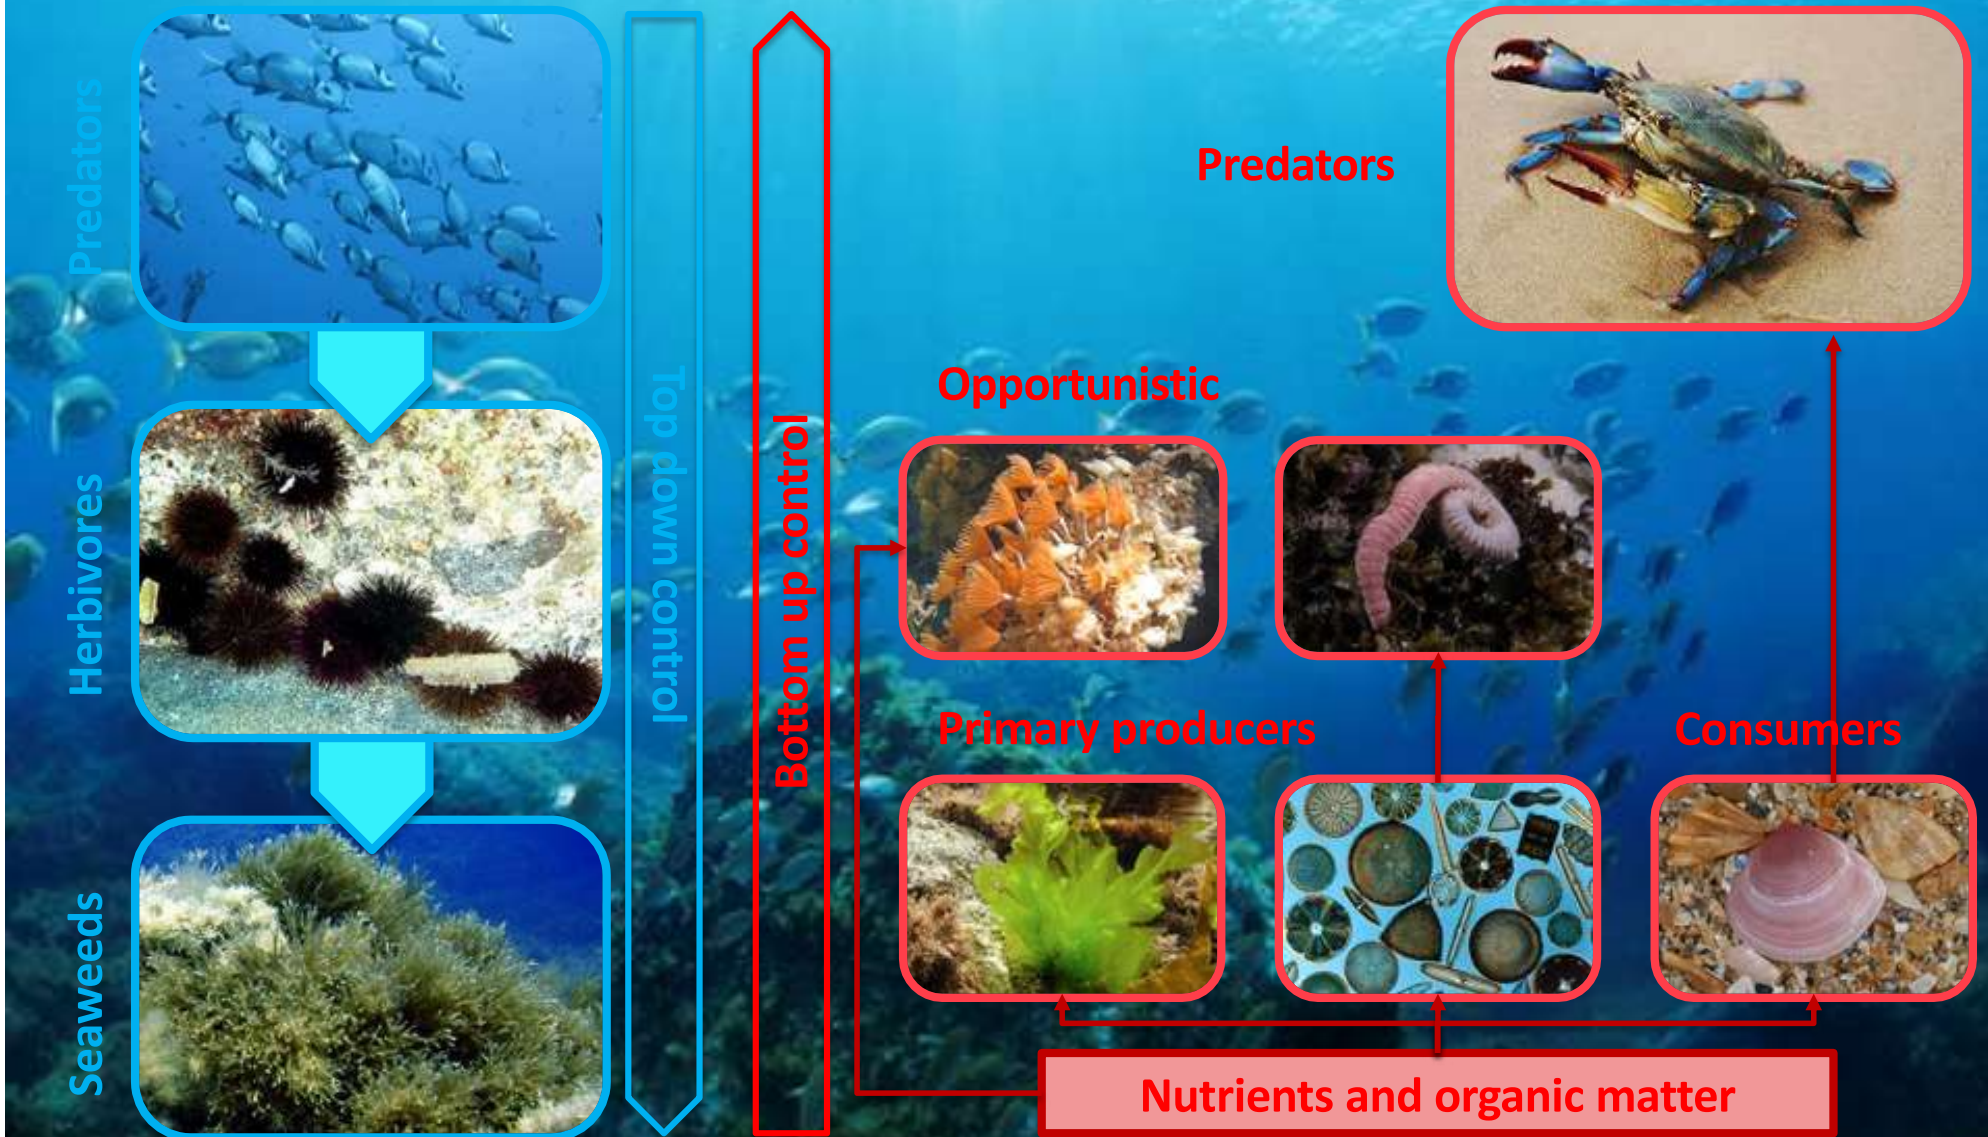 Predators
Herbivores
Seaweeds
Top down control
Bottom up control
Predators
Opportunistic
Primary producers
Consumers
Nutrients and organic matter